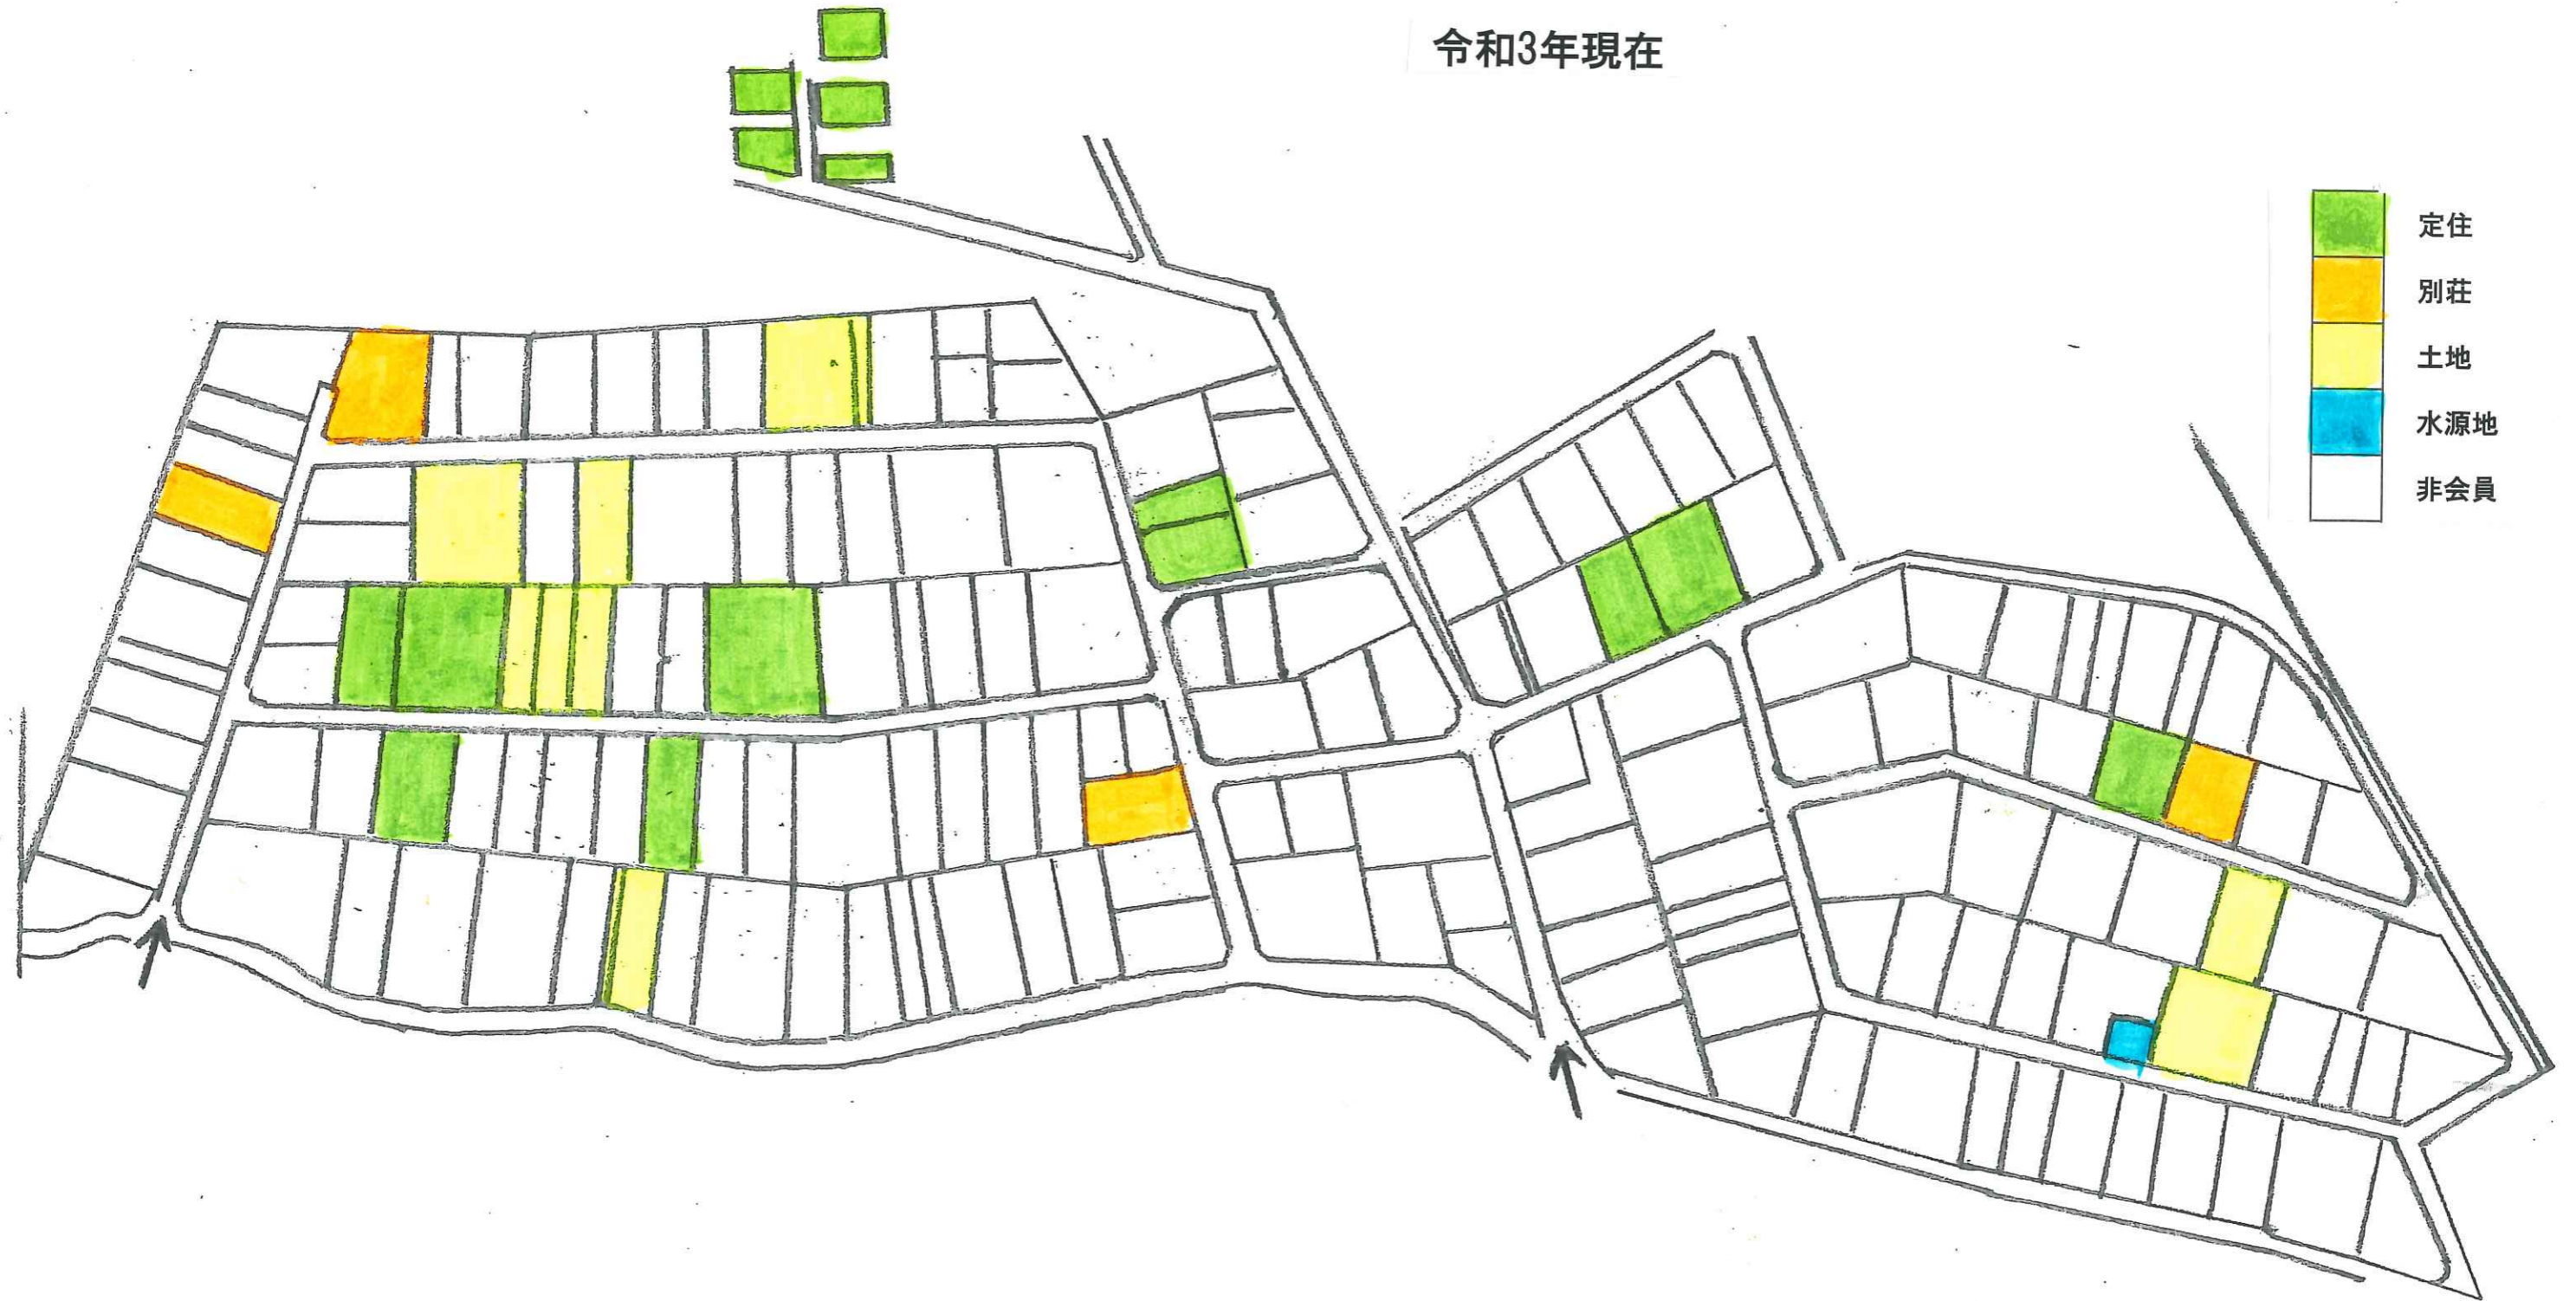 令和3年現在
定住
別荘
土地
水源地
非会員